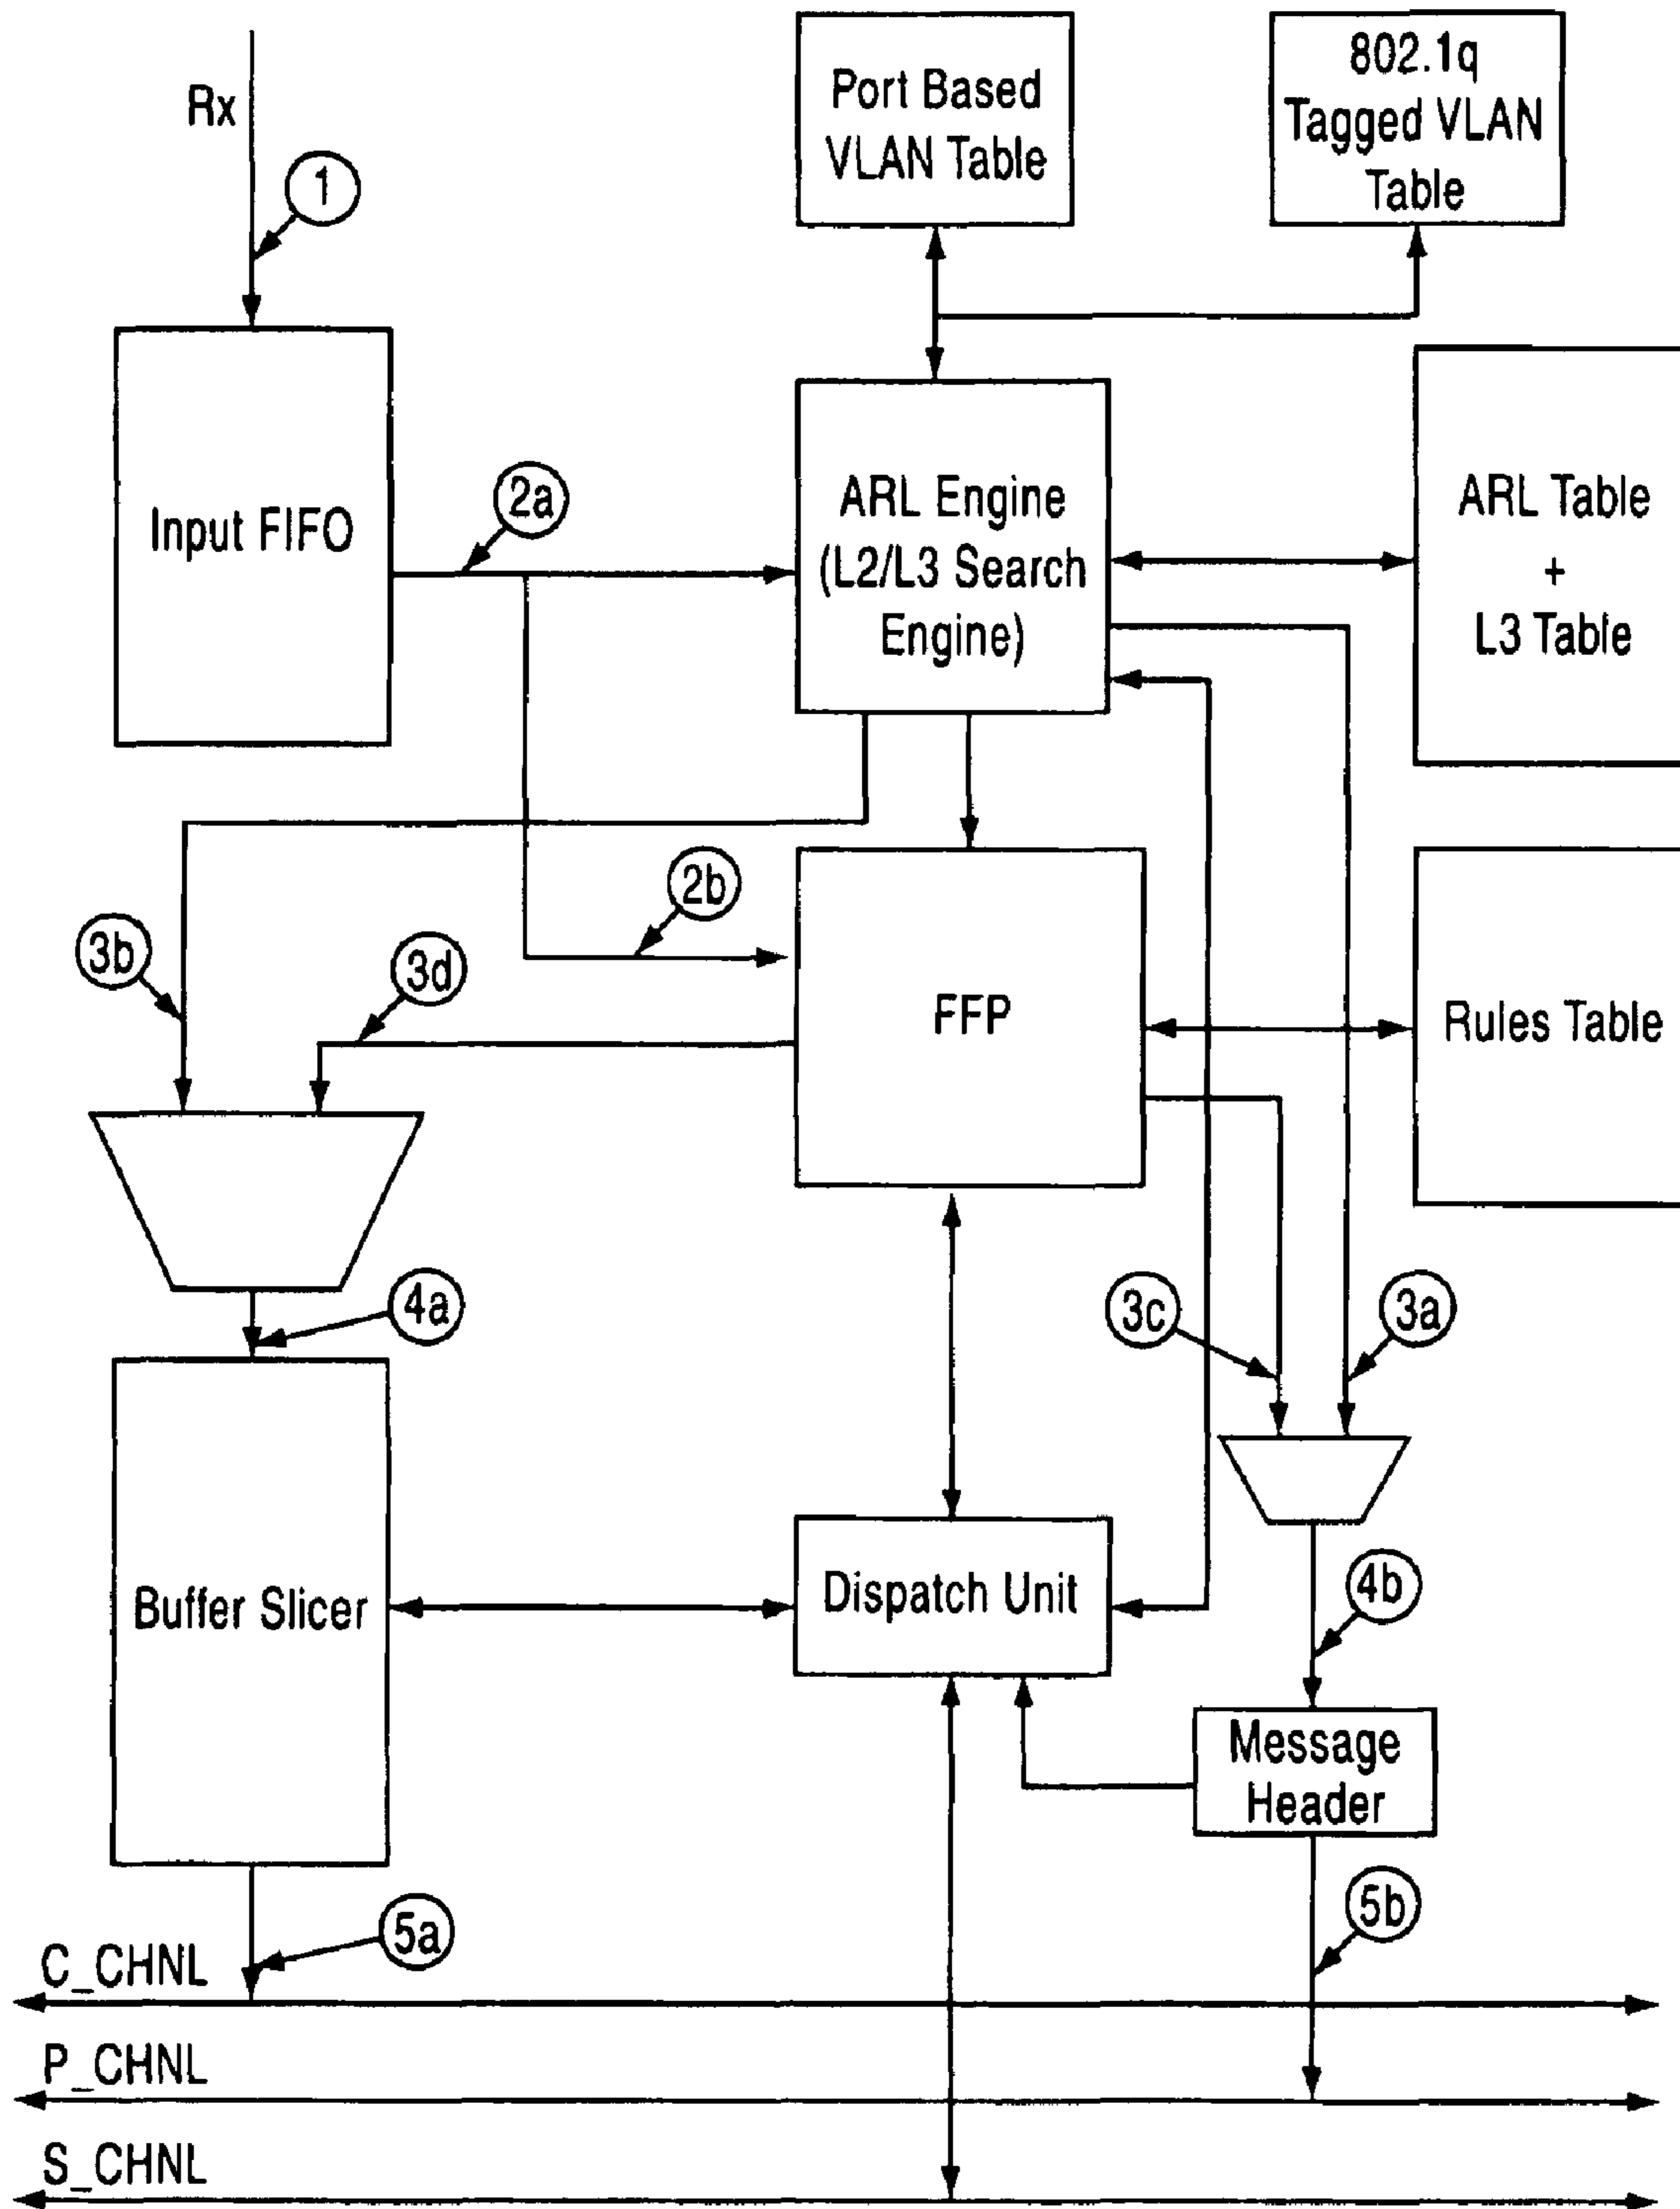 Port Based
VLAN Table
802.1q
Tagged VLAN
Table
Rx
1
Input FIFO
2a
ARL Engine
(L2/L3 Search
Engine)
ARL Table
+
L3 Table
2b
3b
3d
FFP
Rules Table
4a
3c
3a
Buffer Slicer
Dispatch Unit
4b
Message
Header
5a
5b
C_CHNL
P_CHNL
S_CHNL